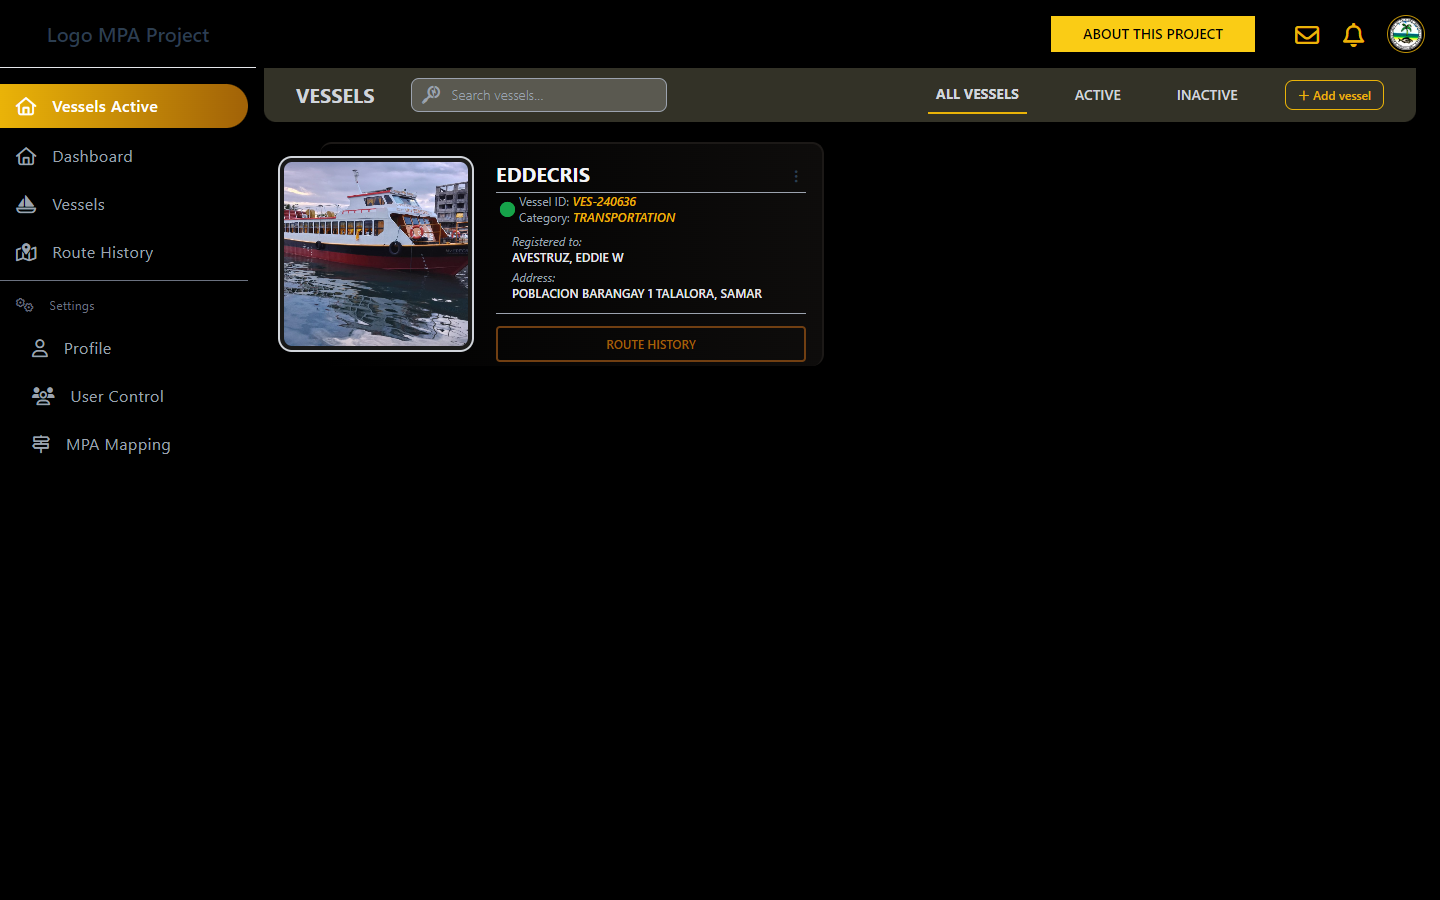 Logo MPA Project
ABOUT THIS PROJECT
Vessels Active
Dashboard
Vessels
Route History
Settings
Profile
User Control
MPA Mapping
VESSELS
Search vessels...
ALL VESSELS
ACTIVE
INACTIVE
+ Add vessel
EDDECRIS
Vessel ID: VES-240636
Category: TRANSPORTATION
Registered to:
AVESTRUZ, EDDIE W
Address:
POBLACION BARANGAY 1 TALALORA, SAMAR
ROUTE HISTORY